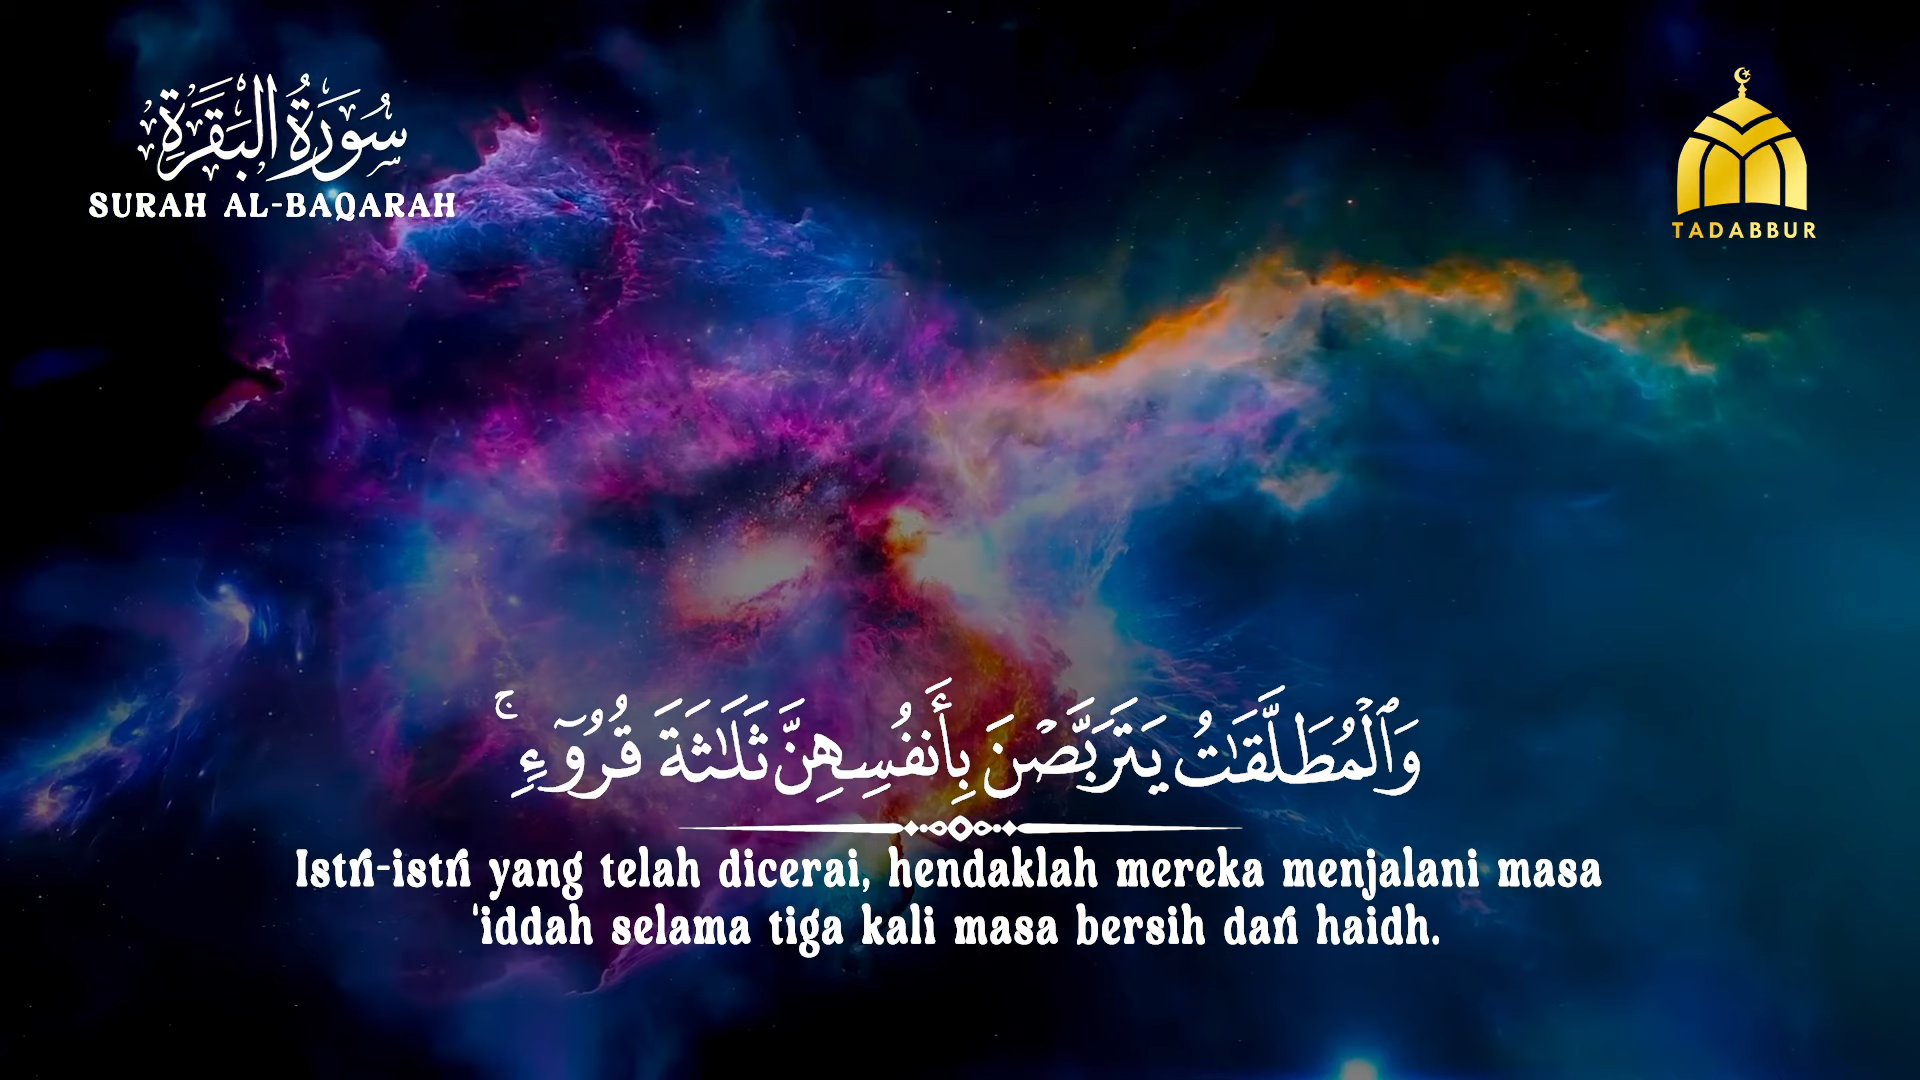 سُورَةُ البَقَرَةِ
SURAH AL-BAQARAH
TADABBUR
وَٱلْمُطَلَّقَٰتُ يَتَرَبَّصْنَ بِأَنفُسِهِنَّ ثَلَٰثَةَ قُرُوٓءٍ ۚ
Istri-istri yang telah dicerai, hendaklah mereka menjalani masa
'iddah selama tiga kali masa bersih dari haidh.